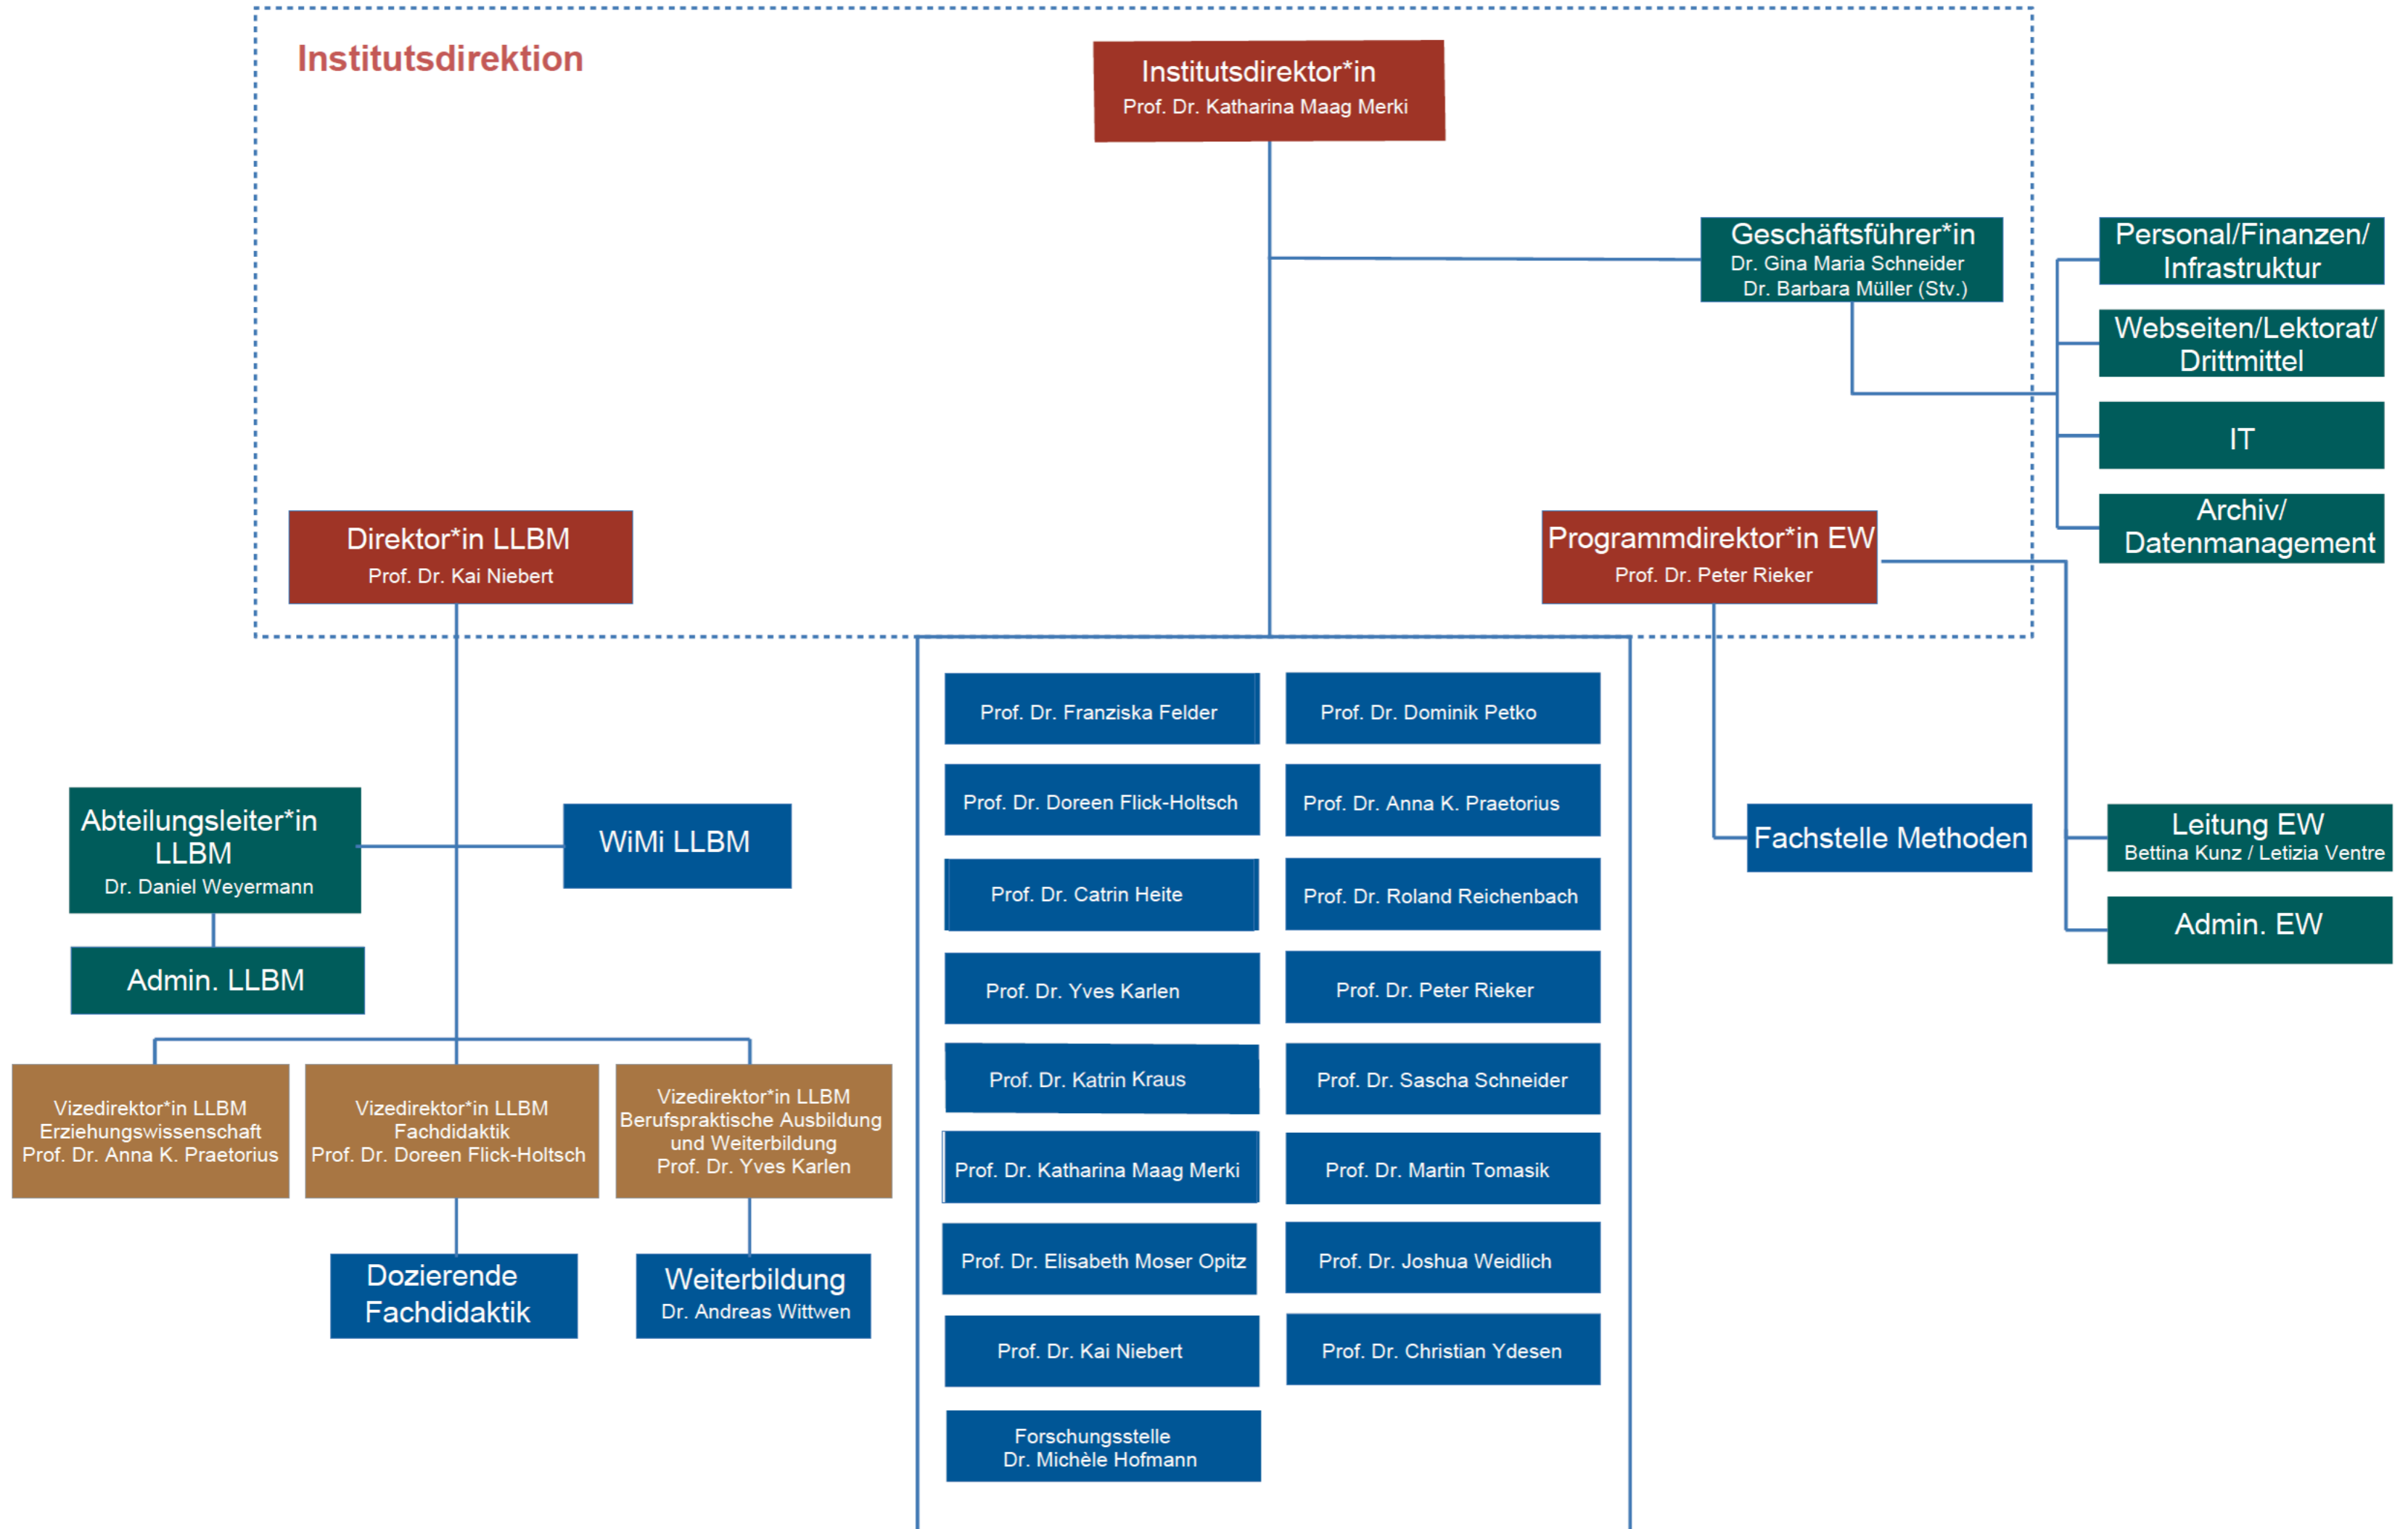 Institutsdirektion
Institutsdirektor*in
Prof. Dr. Katharina Maag Merki
Geschäftsführer*in
Dr. Gina Maria Schneider
Dr. Barbara Müller (Stv.)
Personal/Finanzen/
Infrastruktur
Webseiten/Lektorat/
Drittmittel
IT
Archiv/
Datenmanagement
Direktor*in LLBM
Prof. Dr. Kai Niebert
Programmdirektor*in EW
Prof. Dr. Peter Rieker
Abteilungsleiter*in
LLBM
Dr. Daniel Weyermann
WiMi LLBM
Admin. LLBM
Vizedirektor*in LLBM
Erziehungswissenschaft
Prof. Dr. Anna K. Praetorius
Vizedirektor*in LLBM
Fachdidaktik
Prof. Dr. Doreen Flick-Holtsch
Vizedirektor*in LLBM
Berufspraktische Ausbildung
und Weiterbildung
Prof. Dr. Yves Karlen
Dozierende
Fachdidaktik
Weiterbildung
Dr. Andreas Wittwen
Prof. Dr. Franziska Felder
Prof. Dr. Doreen Flick-Holtsch
Prof. Dr. Catrin Heite
Prof. Dr. Yves Karlen
Prof. Dr. Katrin Kraus
Prof. Dr. Katharina Maag Merki
Prof. Dr. Elisabeth Moser Opitz
Prof. Dr. Kai Niebert
Forschungsstelle
Dr. Michèle Hofmann
Prof. Dr. Dominik Petko
Prof. Dr. Anna K. Praetorius
Prof. Dr. Roland Reichenbach
Prof. Dr. Peter Rieker
Prof. Dr. Sascha Schneider
Prof. Dr. Martin Tomasik
Prof. Dr. Joshua Weidlich
Prof. Dr. Christian Ydesen
Fachstelle Methoden
Leitung EW
Bettina Kunz / Letizia Ventre
Admin. EW